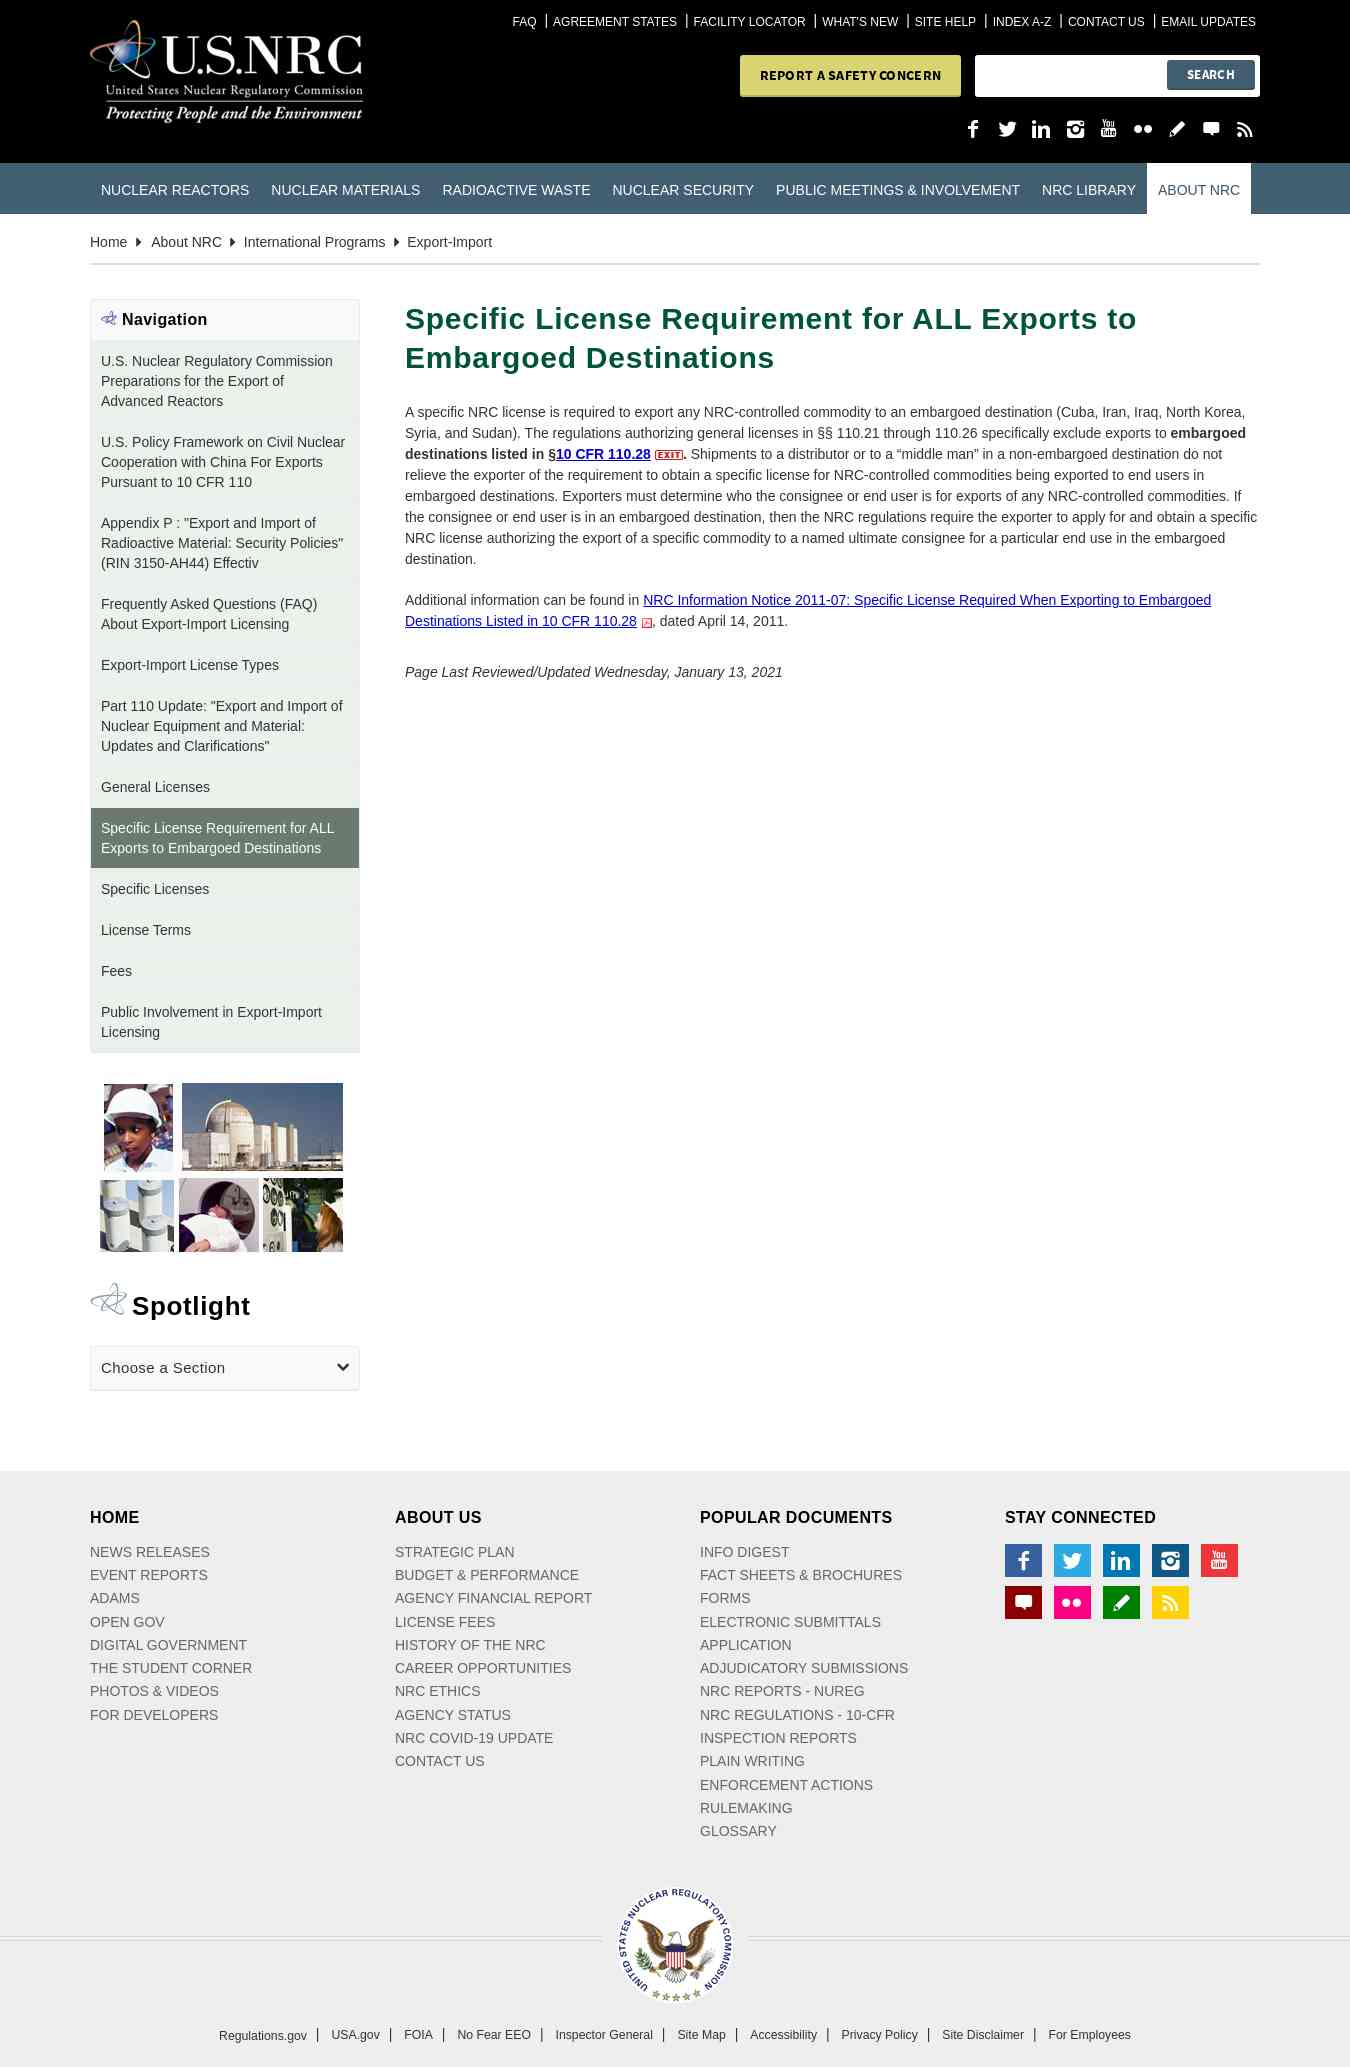 FAQ | AGREEMENT STATES | FACILITY LOCATOR | WHAT'S NEW | SITE HELP | INDEX A-Z | CONTACT US | EMAIL UPDATES
U.S.NRC
United States Nuclear Regulatory Commission
Protecting People and the Environment
REPORT A SAFETY CONCERN
SEARCH
NUCLEAR REACTORS NUCLEAR MATERIALS RADIOACTIVE WASTE NUCLEAR SECURITY PUBLIC MEETINGS & INVOLVEMENT NRC LIBRARY ABOUT NRC
Home About NRC International Programs Export-Import
Navigation
U.S. Nuclear Regulatory Commission
Preparations for the Export of
Advanced Reactors
U.S. Policy Framework on Civil Nuclear
Cooperation with China For Exports
Pursuant to 10 CFR 110
Appendix P : "Export and Import of
Radioactive Material: Security Policies"
(RIN 3150-AH44) Effectiv
Frequently Asked Questions (FAQ)
About Export-Import Licensing
Export-Import License Types
Part 110 Update: "Export and Import of
Nuclear Equipment and Material:
Updates and Clarifications"
General Licenses
Specific License Requirement for ALL
Exports to Embargoed Destinations
Specific Licenses
License Terms
Fees
Public Involvement in Export-Import
Licensing
Spotlight
Choose a Section
Specific License Requirement for ALL Exports to
Embargoed Destinations
A specific NRC license is required to export any NRC-controlled commodity to an embargoed destination (Cuba, Iran, Iraq, North Korea,
Syria, and Sudan). The regulations authorizing general licenses in §§ 110.21 through 110.26 specifically exclude exports to embargoed
destinations listed in §10 CFR 110.28 EXIT. Shipments to a distributor or to a “middle man” in a non-embargoed destination do not
relieve the exporter of the requirement to obtain a specific license for NRC-controlled commodities being exported to end users in
embargoed destinations. Exporters must determine who the consignee or end user is for exports of any NRC-controlled commodities. If
the consignee or end user is in an embargoed destination, then the NRC regulations require the exporter to apply for and obtain a specific
NRC license authorizing the export of a specific commodity to a named ultimate consignee for a particular end use in the embargoed
destination.
Additional information can be found in NRC Information Notice 2011-07: Specific License Required When Exporting to Embargoed
Destinations Listed in 10 CFR 110.28 , dated April 14, 2011.
Page Last Reviewed/Updated Wednesday, January 13, 2021
HOME
NEWS RELEASES
EVENT REPORTS
ADAMS
OPEN GOV
DIGITAL GOVERNMENT
THE STUDENT CORNER
PHOTOS & VIDEOS
FOR DEVELOPERS
ABOUT US
STRATEGIC PLAN
BUDGET & PERFORMANCE
AGENCY FINANCIAL REPORT
LICENSE FEES
HISTORY OF THE NRC
CAREER OPPORTUNITIES
NRC ETHICS
AGENCY STATUS
NRC COVID-19 UPDATE
CONTACT US
POPULAR DOCUMENTS
INFO DIGEST
FACT SHEETS & BROCHURES
FORMS
ELECTRONIC SUBMITTALS
APPLICATION
ADJUDICATORY SUBMISSIONS
NRC REPORTS - NUREG
NRC REGULATIONS - 10-CFR
INSPECTION REPORTS
PLAIN WRITING
ENFORCEMENT ACTIONS
RULEMAKING
GLOSSARY
STAY CONNECTED
UNITED STATES NUCLEAR REGULATORY COMMISSION
Regulations.gov | USA.gov | FOIA | No Fear EEO | Inspector General | Site Map | Accessibility | Privacy Policy | Site Disclaimer | For Employees